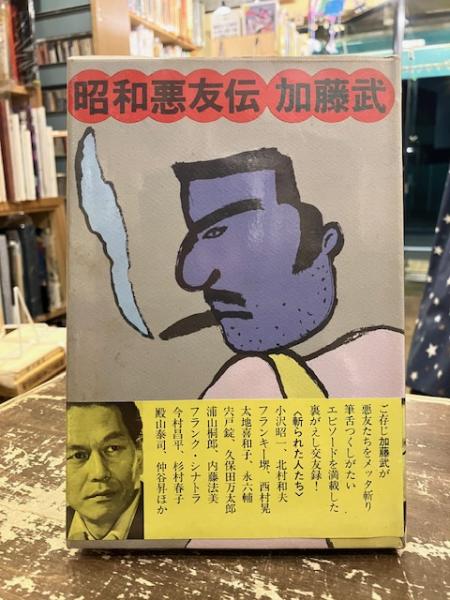 昭和悪友伝 加藤武
ご存じ加藤武が
悪友たちをメッタ斬り
筆舌つくしがたい
エピソードを満載した
裏がえし交友録！
〈斬られた人たち〉
小沢昭一、北村和夫
フランキー堺、西村晃
太地喜和子、永六輔
宍戸錠、久保田万太郎
浦山桐郎、内藤法美
フランク・シナトラ
今村昌平、杉村春子
殿山泰司、仲谷昇ほか